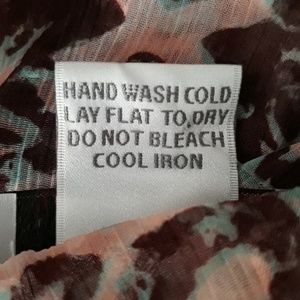 HAND WASH COLD
LAY FLAT TO, DRY
DO NOT BLEACH
COOL IRON